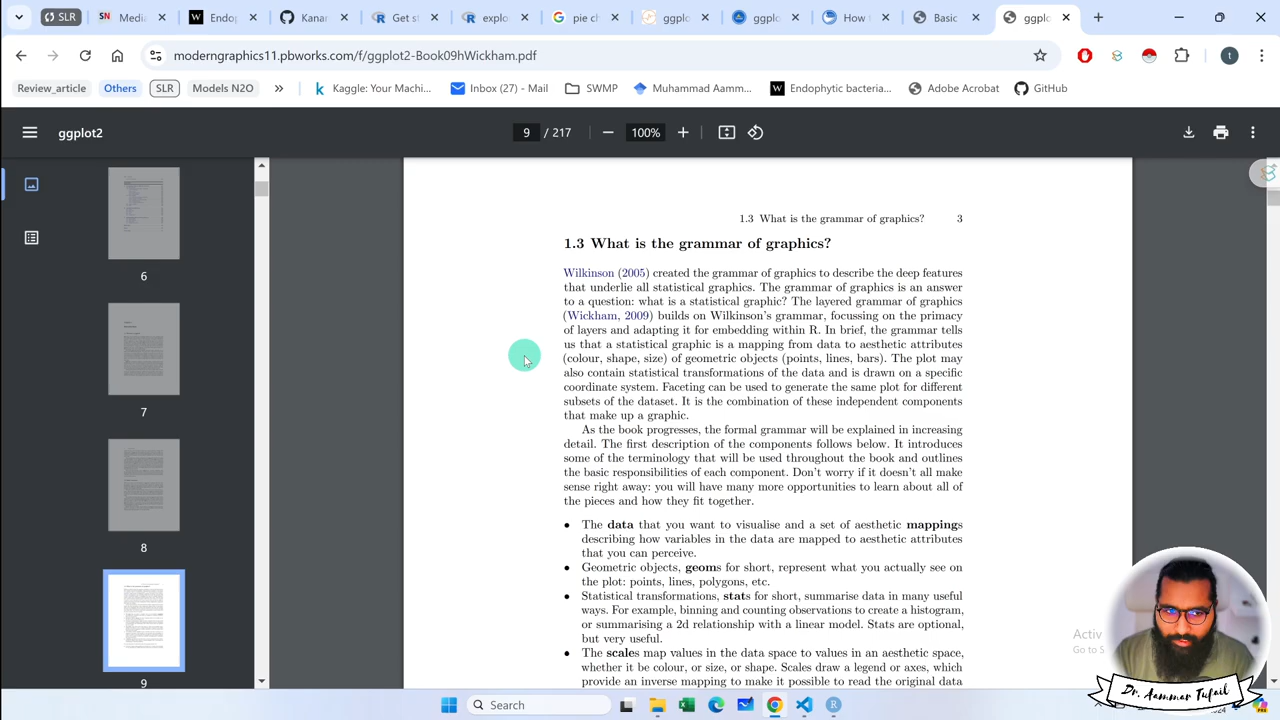 SLR
Media
Endop
Kanar
Get st
explo
pie ch
ggplo
ggplo
How t
Basic
ggplo
moderngraphics11.pbworks.com/f/ggplot2-Book09hWickham.pdf
t
Review_article
Others
SLR
Models N2O
Kaggle: Your Machi...
Inbox (27) - Mail
SWMP
Muhammad Aamm...
Endophytic bacteria...
Adobe Acrobat
GitHub
ggplot2
9 / 217
100%
6
7
8
9
1.3 What is the grammar of graphics? 3
1.3 What is the grammar of graphics?
Wilkinson (2005) created the grammar of graphics to describe the deep features
that underlie all statistical graphics. The grammar of graphics is an answer
to a question: what is a statistical graphic? The layered grammar of graphics
(Wickham, 2009) builds on Wilkinson's grammar, focussing on the primacy
of layers and adapting it for embedding within R. In brief, the grammar tells
us that a statistical graphic is a mapping from data to aesthetic attributes
(colour, shape, size) of geometric objects (points, lines, bars). The plot may
also contain statistical transformations of the data and is drawn on a specific
coordinate system. Faceting can be used to generate the same plot for different
subsets of the dataset. It is the combination of these independent components
that make up a graphic.
As the book progresses, the formal grammar will be explained in increasing
detail. The first description of the components follows below. It introduces
some of the terminology that will be used throughout the book and outlines
the basic responsibilities of each component. Don't worry if it doesn't all make
sense right away: you will have many more opportunities to learn about all of
the pieces and how they fit together.
• The data that you want to visualise and a set of aesthetic mappings
describing how variables in the data are mapped to aesthetic attributes
that you can perceive.
• Geometric objects, geoms for short, represent what you actually see on
the plot: points, lines, polygons, etc.
• Statistical transformations, stats for short, summarise data in many useful
ways. For example, binning and counting observations to create a histogram,
or summarising a 2d relationship with a linear model. Stats are optional,
but very useful.
• The scales map values in the data space to values in an aesthetic space,
whether it be colour, or size, or shape. Scales draw a legend or axes, which
provide an inverse mapping to make it possible to read the original data
Activ
Go to S
Dr. Aammar Tufail
Search